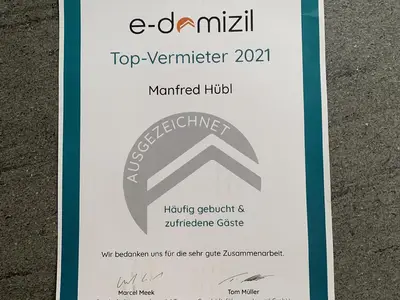 e-domizil
Top-Vermieter 2021
Manfred Hübl
AUSGEZEICHNET
Häufig gebucht &
zufriedene Gäste
Wir bedanken uns für die sehr gute Zusammenarbeit.
Marcel Meek Tom Müller